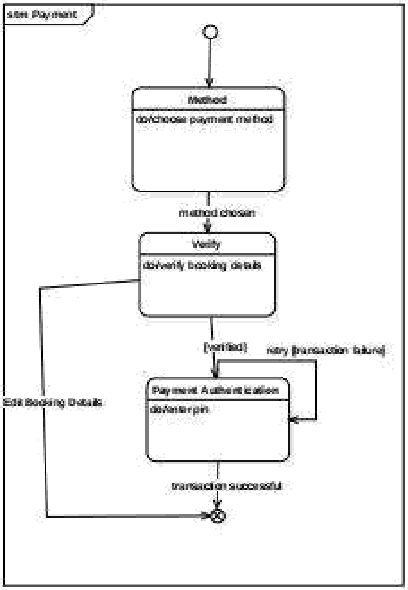 stm Payment
Method
do/choose payment method
method chosen
Verify
do/verify booking details
[verified]
retry [transaction failure]
Payment Authentication
do/enter pin
Edit Booking Details
transaction successful